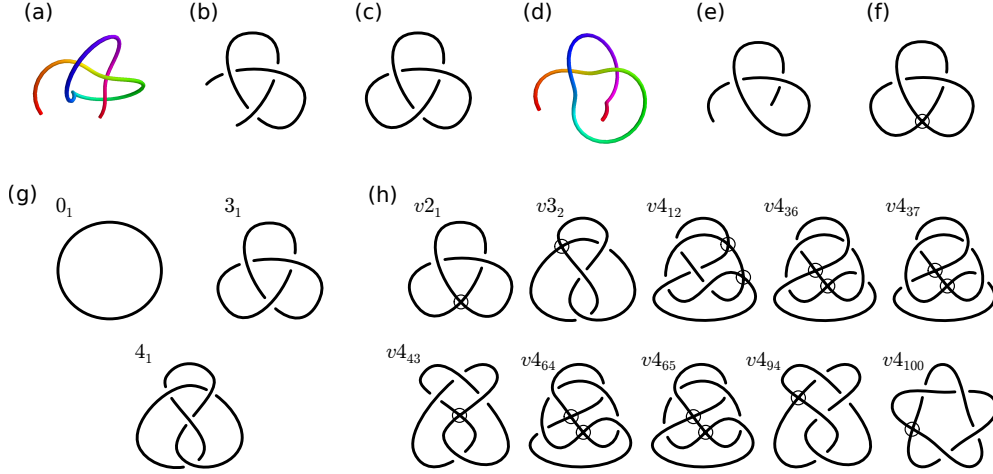 (a) (b) (c) (d) (e) (f)
(g) (h)
0₁ 3₁ v2₁ v3₂ v4₁₂ v4₃₆ v4₃₇
4₁ v4₄₃ v4₆₄ v4₆₅ v4₉₄ v4₁₀₀